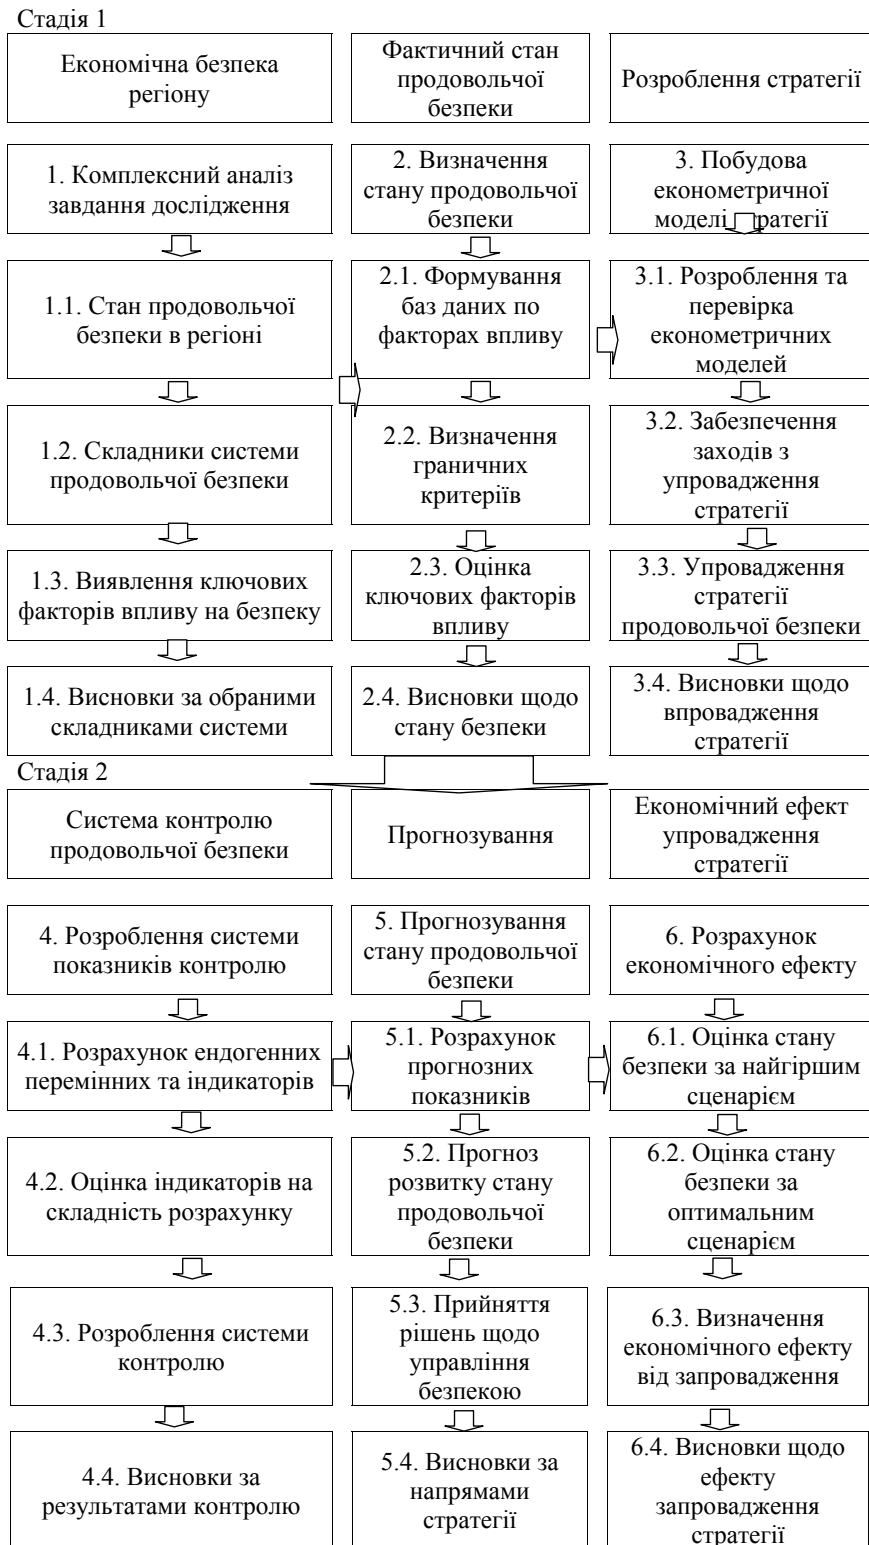 Стадія 1
Економічна безпека
регіону
Фактичний стан
продовольчої
безпеки
Розроблення стратегії
1. Комплексний аналіз
завдання дослідження
2. Визначення
стану продовольчої
безпеки
3. Побудова
економетричної
моделі стратегії
1.1. Стан продовольчої
безпеки в регіоні
2.1. Формування
баз даних по
факторах впливу
3.1. Розроблення та
перевірка
економетричних
моделей
1.2. Складники системи
продовольчої безпеки
2.2. Визначення
граничних
критеріїв
3.2. Забезпечення
заходів з
упровадження
стратегії
1.3. Виявлення ключових
факторів впливу на безпеку
2.3. Оцінка
ключових факторів
впливу
3.3. Упровадження
стратегії
продовольчої безпеки
1.4. Висновки за обраними
складниками системи
2.4. Висновки щодо
стану безпеки
3.4. Висновки щодо
впровадження
стратегії
Стадія 2
Система контролю
продовольчої безпеки
Прогнозування
Економічний ефект
упровадження
стратегії
4. Розроблення системи
показників контролю
5. Прогнозування
стану продовольчої
безпеки
6. Розрахунок
економічного ефекту
4.1. Розрахунок ендогенних
перемінних та індикаторів
5.1. Розрахунок
прогнозних
показників
6.1. Оцінка стану
безпеки за найгіршим
сценарієм
4.2. Оцінка індикаторів на
складність розрахунку
5.2. Прогноз
розвитку стану
продовольчої
безпеки
6.2. Оцінка стану
безпеки за
оптимальним
сценарієм
4.3. Розроблення системи
контролю
5.3. Прийняття
рішень щодо
управління
безпекою
6.3. Визначення
економічного ефекту
від запровадження
4.4. Висновки за
результатами контролю
5.4. Висновки за
напрямами
стратегії
6.4. Висновки щодо
ефекту
запровадження
стратегії